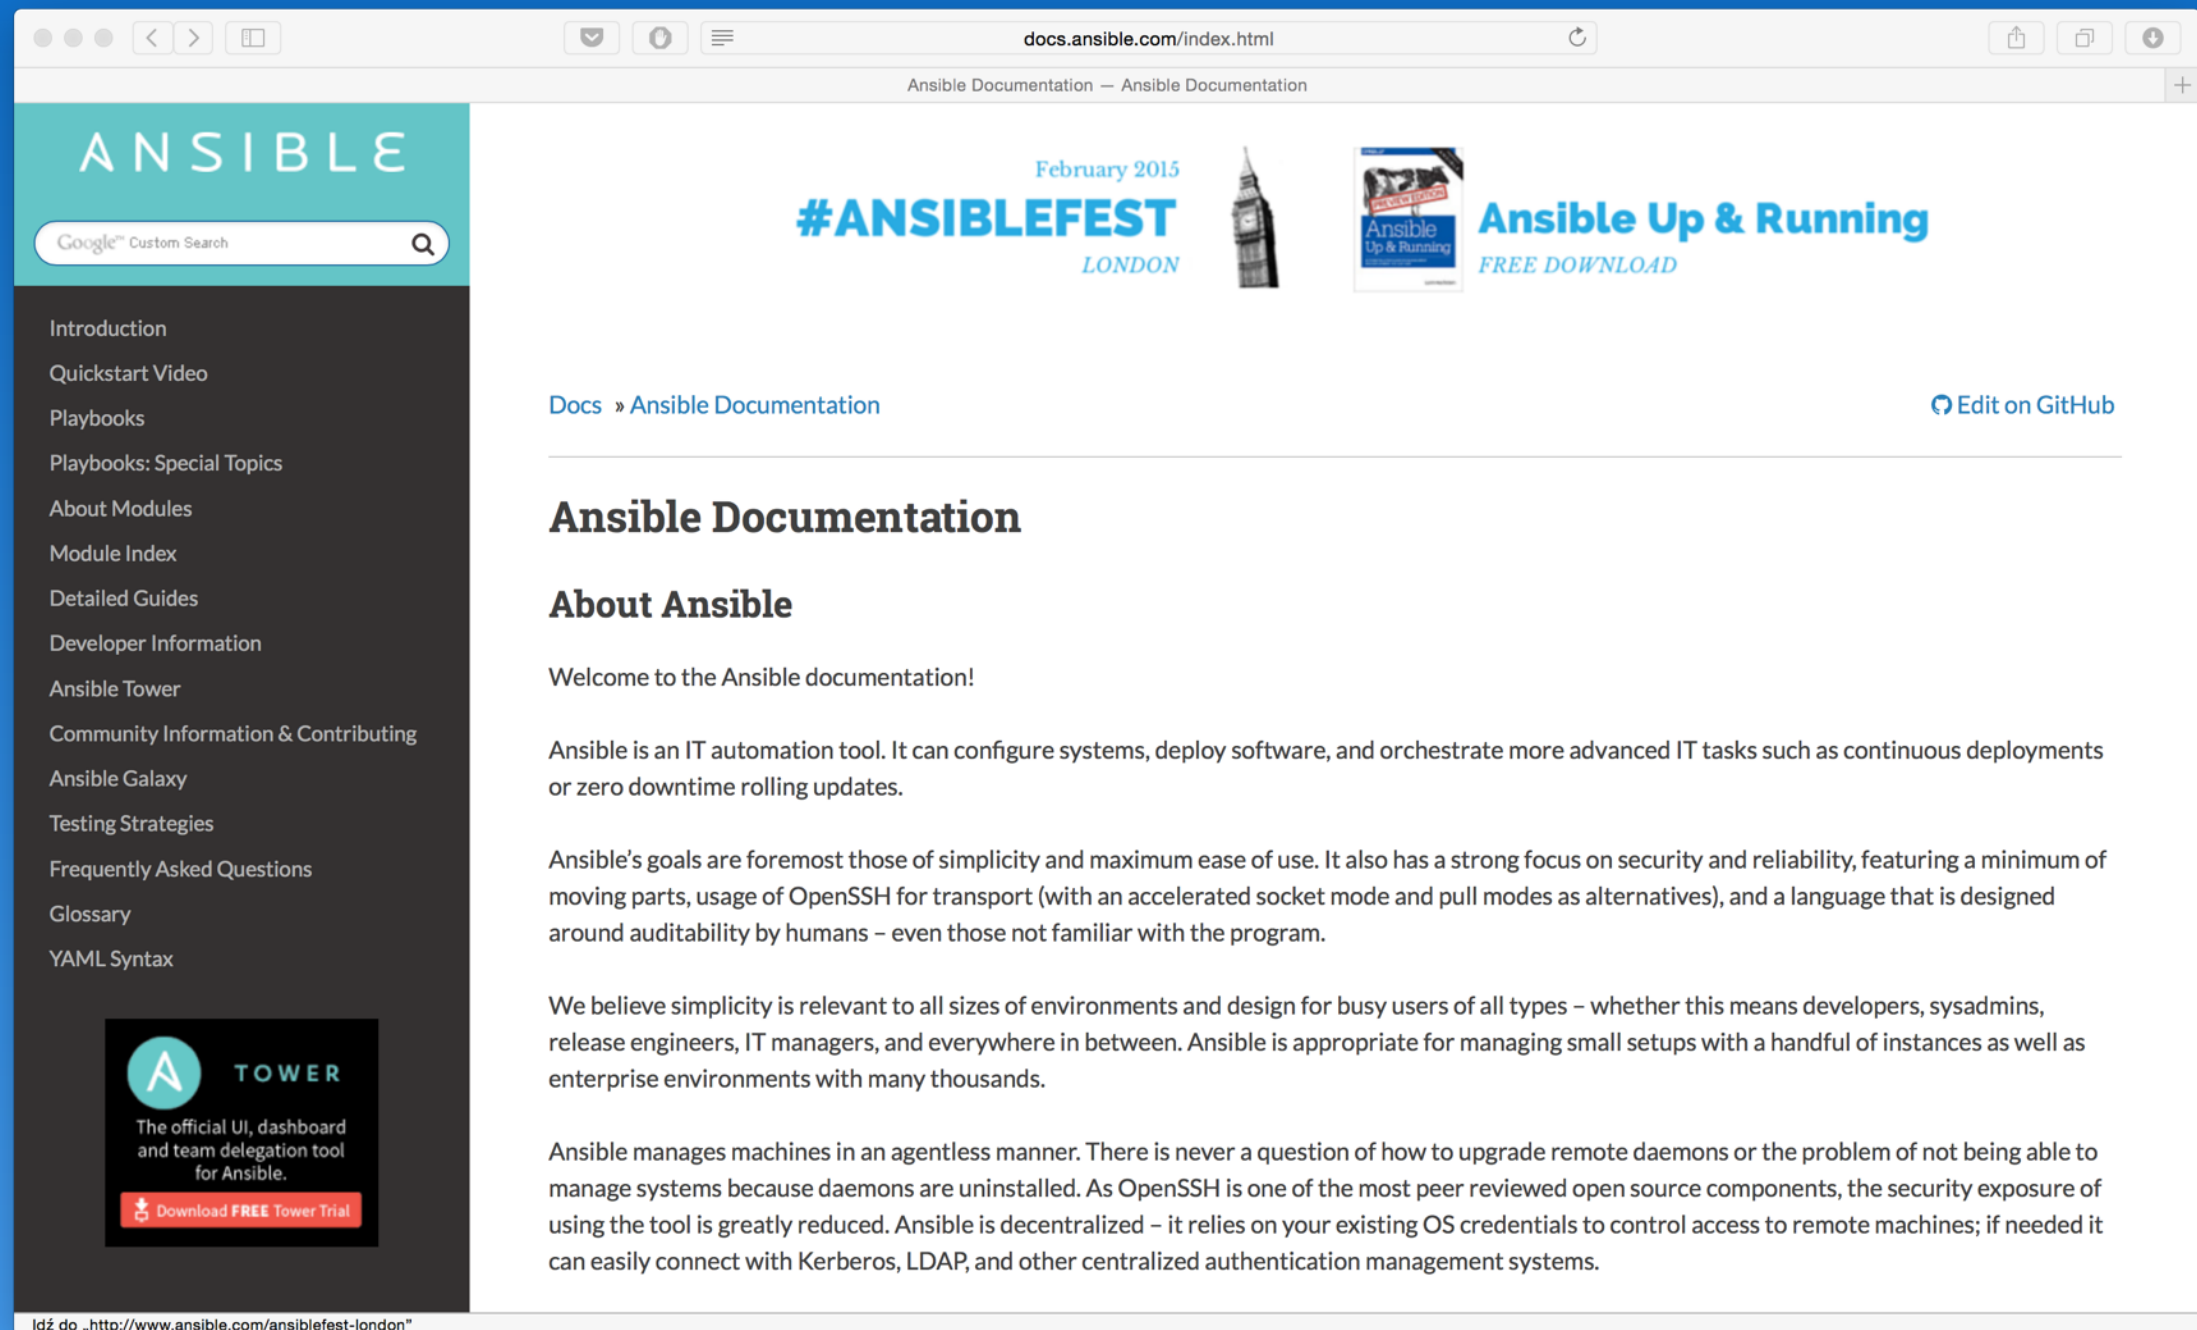 docs.ansible.com/index.html
Ansible Documentation — Ansible Documentation
ANSIBLE
Google™ Custom Search
Introduction
Quickstart Video
Playbooks
Playbooks: Special Topics
About Modules
Module Index
Detailed Guides
Developer Information
Ansible Tower
Community Information & Contributing
Ansible Galaxy
Testing Strategies
Frequently Asked Questions
Glossary
YAML Syntax
TOWER
The official UI, dashboard
and team delegation tool
for Ansible.
Download FREE Tower Trial
February 2015
#ANSIBLEFEST
LONDON
PREVIEW EDITION
Ansible
Up & Running
Ansible Up & Running
FREE DOWNLOAD
Docs » Ansible Documentation
Edit on GitHub
Ansible Documentation
About Ansible
Welcome to the Ansible documentation!
Ansible is an IT automation tool. It can configure systems, deploy software, and orchestrate more advanced IT tasks such as continuous deployments
or zero downtime rolling updates.
Ansible’s goals are foremost those of simplicity and maximum ease of use. It also has a strong focus on security and reliability, featuring a minimum of
moving parts, usage of OpenSSH for transport (with an accelerated socket mode and pull modes as alternatives), and a language that is designed
around auditability by humans – even those not familiar with the program.
We believe simplicity is relevant to all sizes of environments and design for busy users of all types – whether this means developers, sysadmins,
release engineers, IT managers, and everywhere in between. Ansible is appropriate for managing small setups with a handful of instances as well as
enterprise environments with many thousands.
Ansible manages machines in an agentless manner. There is never a question of how to upgrade remote daemons or the problem of not being able to
manage systems because daemons are uninstalled. As OpenSSH is one of the most peer reviewed open source components, the security exposure of
using the tool is greatly reduced. Ansible is decentralized – it relies on your existing OS credentials to control access to remote machines; if needed it
can easily connect with Kerberos, LDAP, and other centralized authentication management systems.
Idź do „http://www.ansible.com/ansiblefest-london”